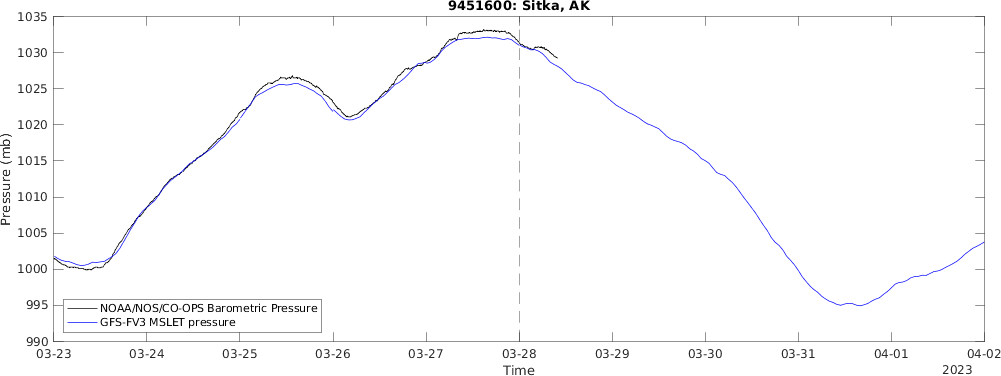 9451600: Sitka, AK
Pressure (mb)
1035
1030
1025
1020
1015
1010
1005
1000
995
990
NOAA/NOS/CO-OPS Barometric Pressure
GFS-FV3 MSLET pressure
03-23 03-24 03-25 03-26 03-27 03-28 03-29 03-30 03-31 04-01 04-02
Time
2023